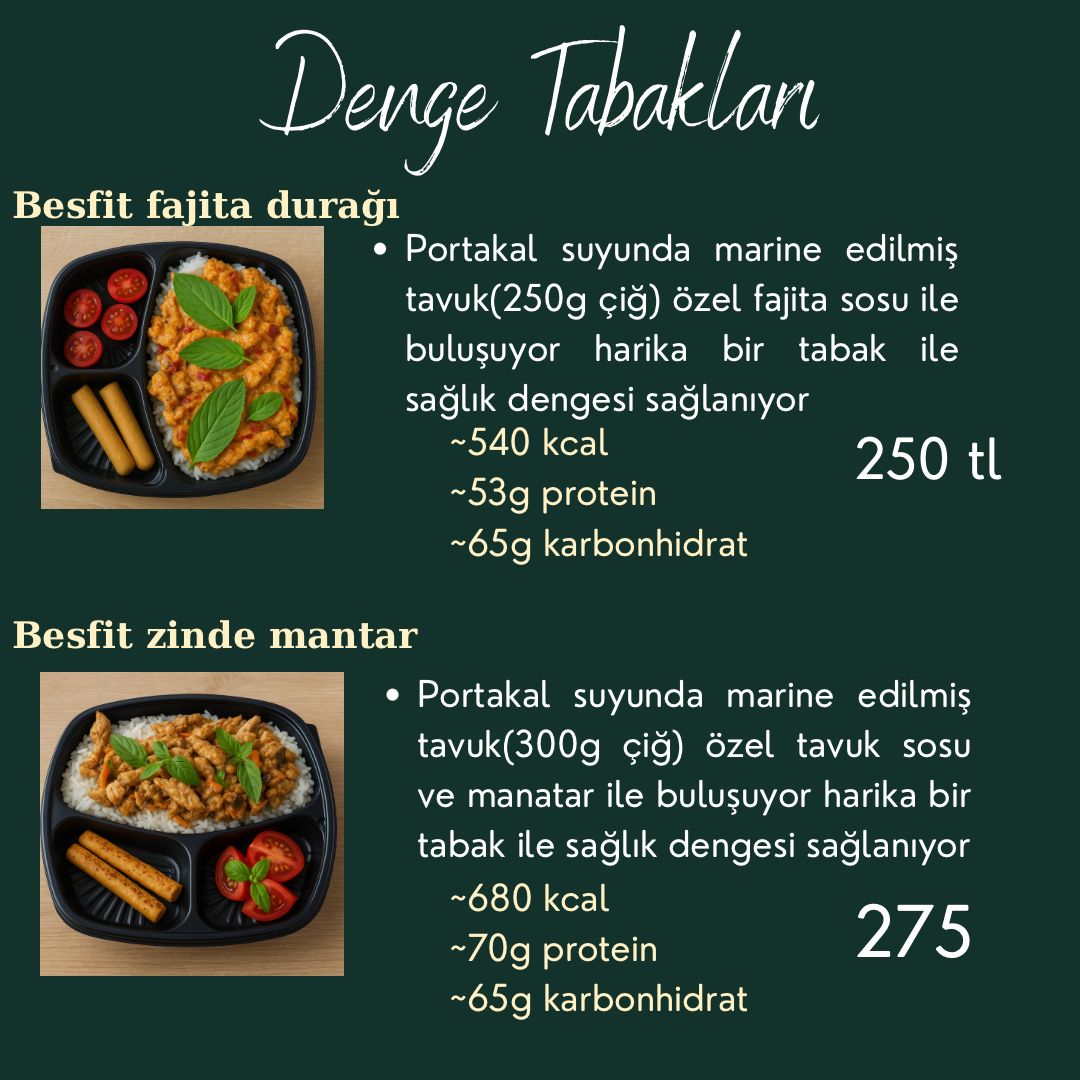 Denge Tabakları
Besfit fajita durağı
• Portakal suyunda marine edilmiş
tavuk(250g çiğ) özel fajita sosu ile
buluşuyor harika bir tabak ile
sağlık dengesi sağlanıyor
~540 kcal
~53g protein
~65g karbonhidrat
250 tl
Besfit zinde mantar
• Portakal suyunda marine edilmiş
tavuk(300g çiğ) özel tavuk sosu
ve manatar ile buluşuyor harika bir
tabak ile sağlık dengesi sağlanıyor
~680 kcal
~70g protein
~65g karbonhidrat
275